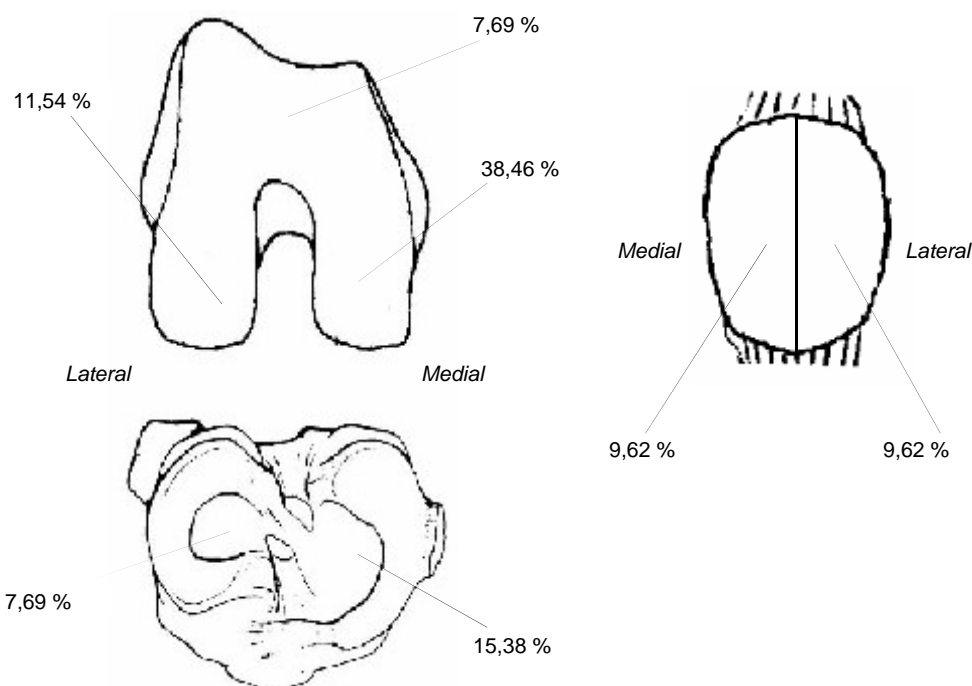 7,69 %
11,54 %
38,46 %
Medial
Lateral
Lateral
Medial
9,62 %
9,62 %
7,69 %
15,38 %